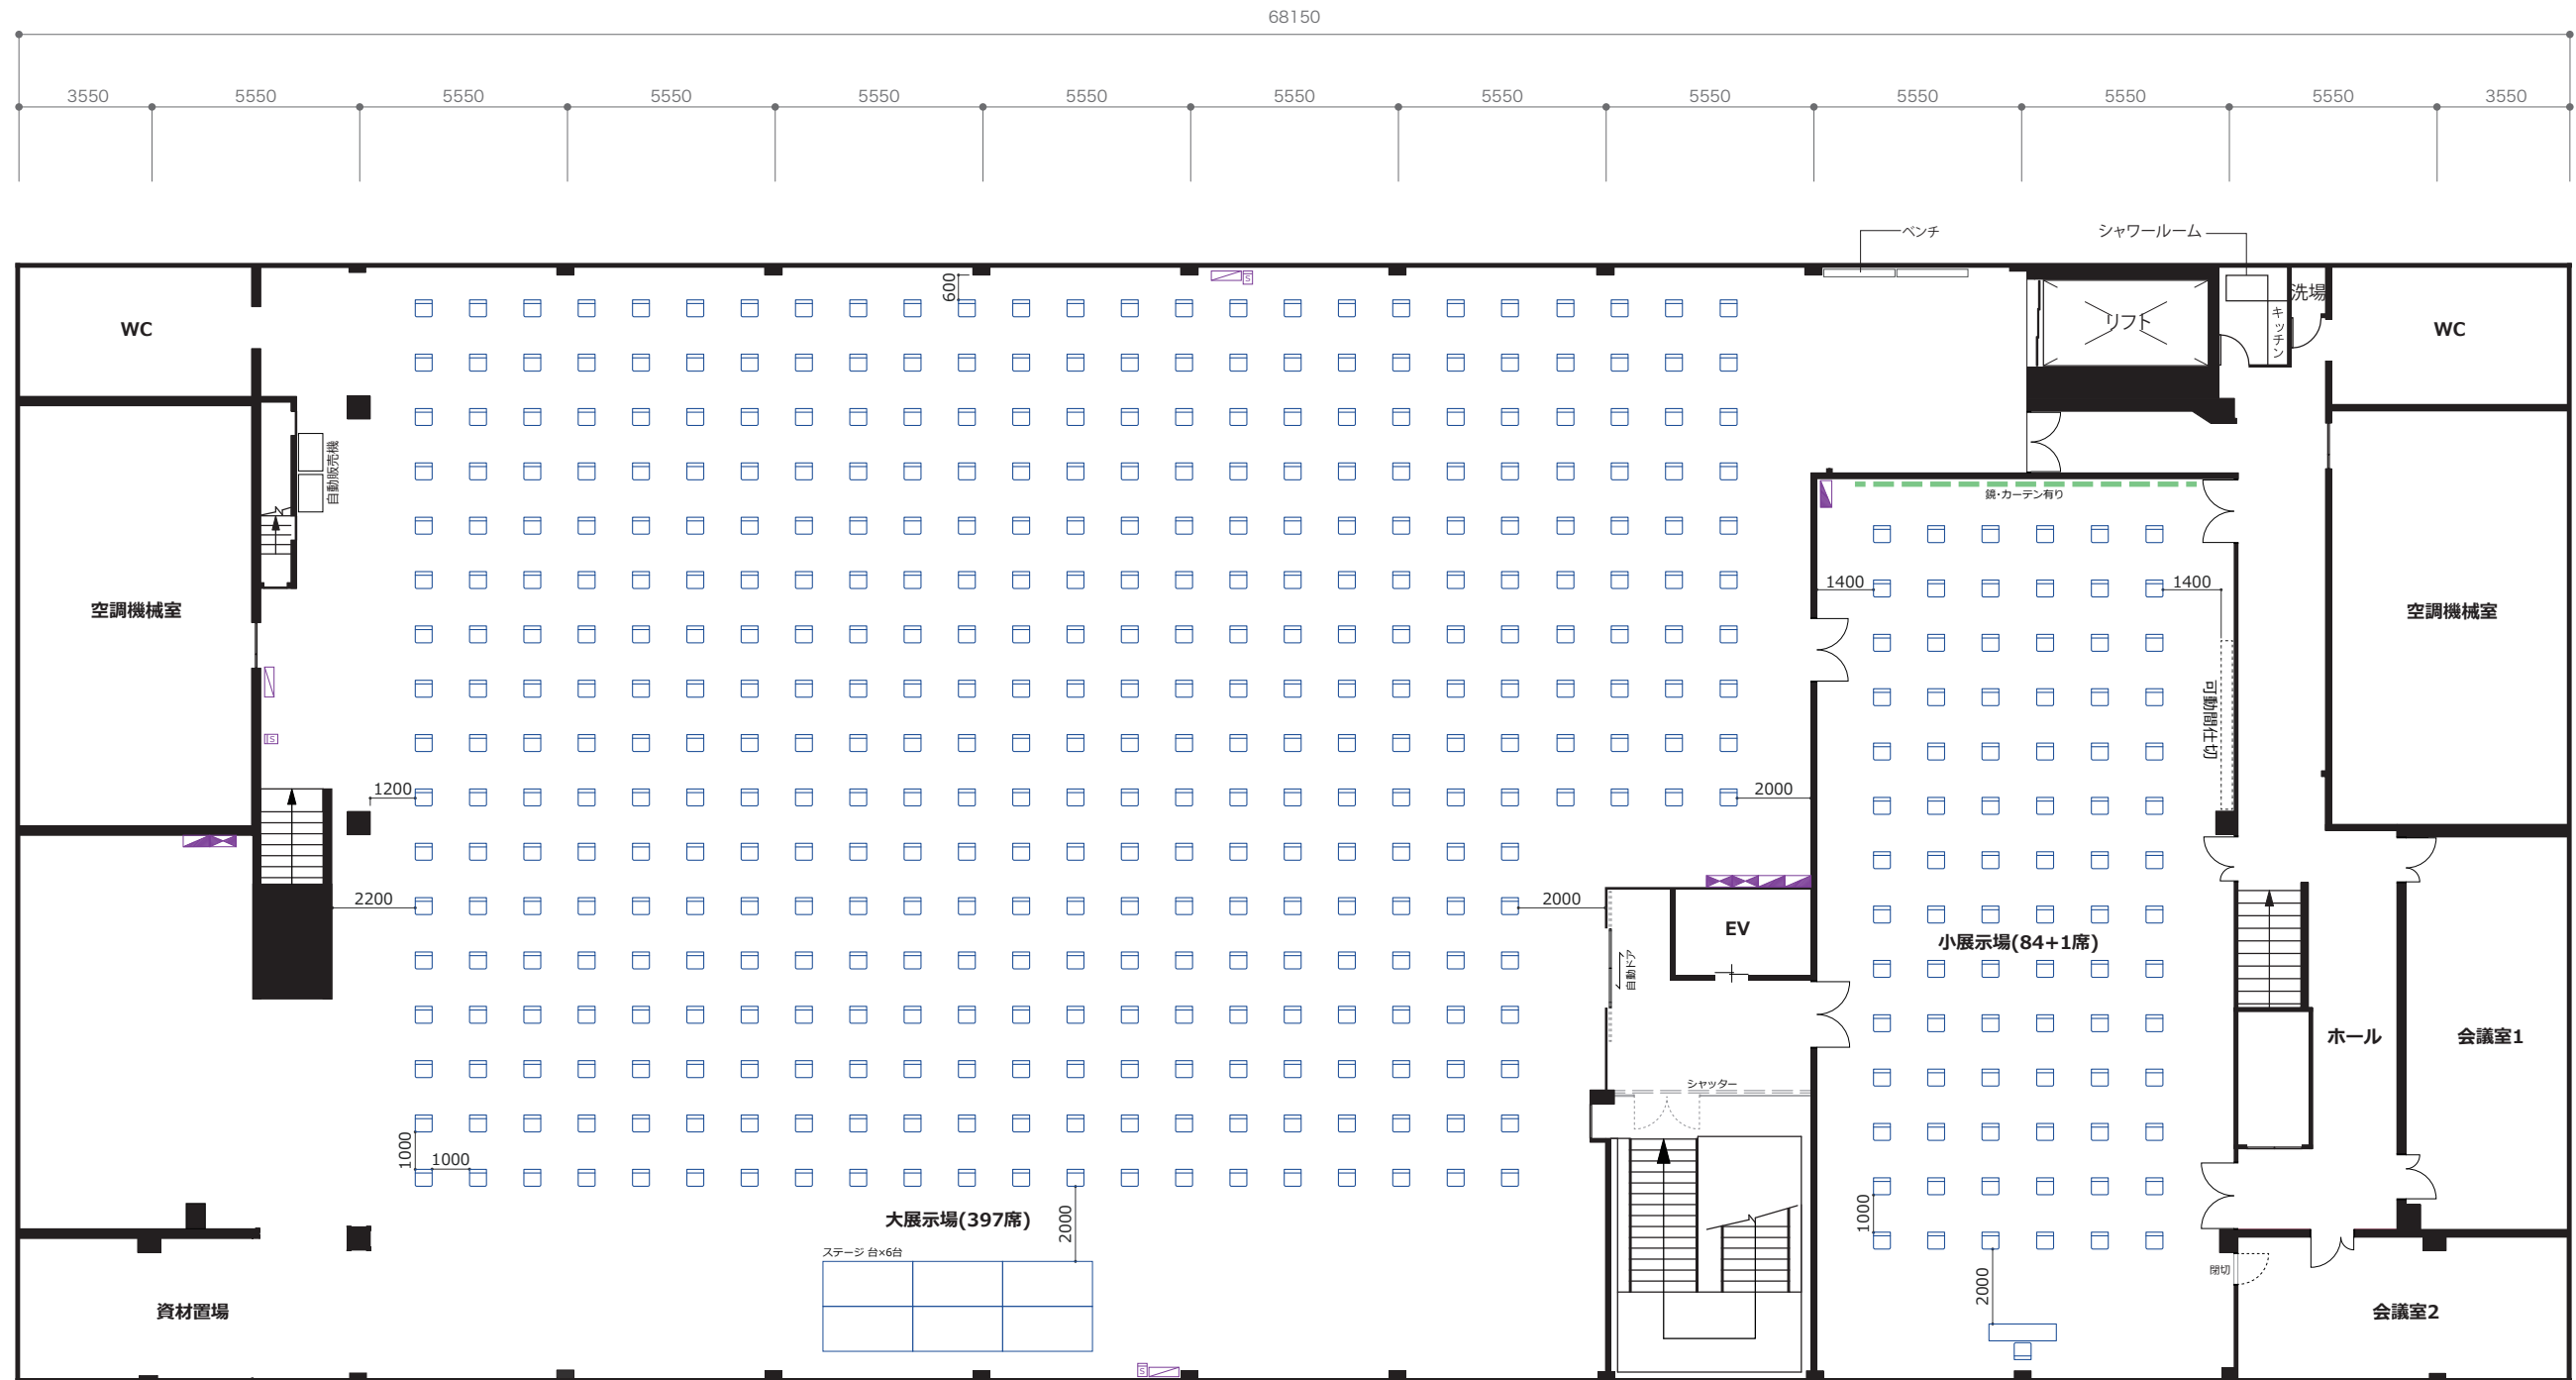 68150
3550 5550 5550 5550 5550 5550 5550 5550 5550 5550 5550 5550 3550
ベンチ
シャワールーム
600
S
洗場
キッチン
リフト
WC
WC
自動販売機
鏡・カーテン有り
1400
1400
空調機械室
空調機械室
可動間仕切
S
1200
2000
2200
2000
EV
小展示場(84+1席)
自動ドア
ホール
会議室1
シャッター
1000
1000
2000
大展示場(397席)
1000
ステージ 台×6台
閉切
2000
資材置場
会議室2
S